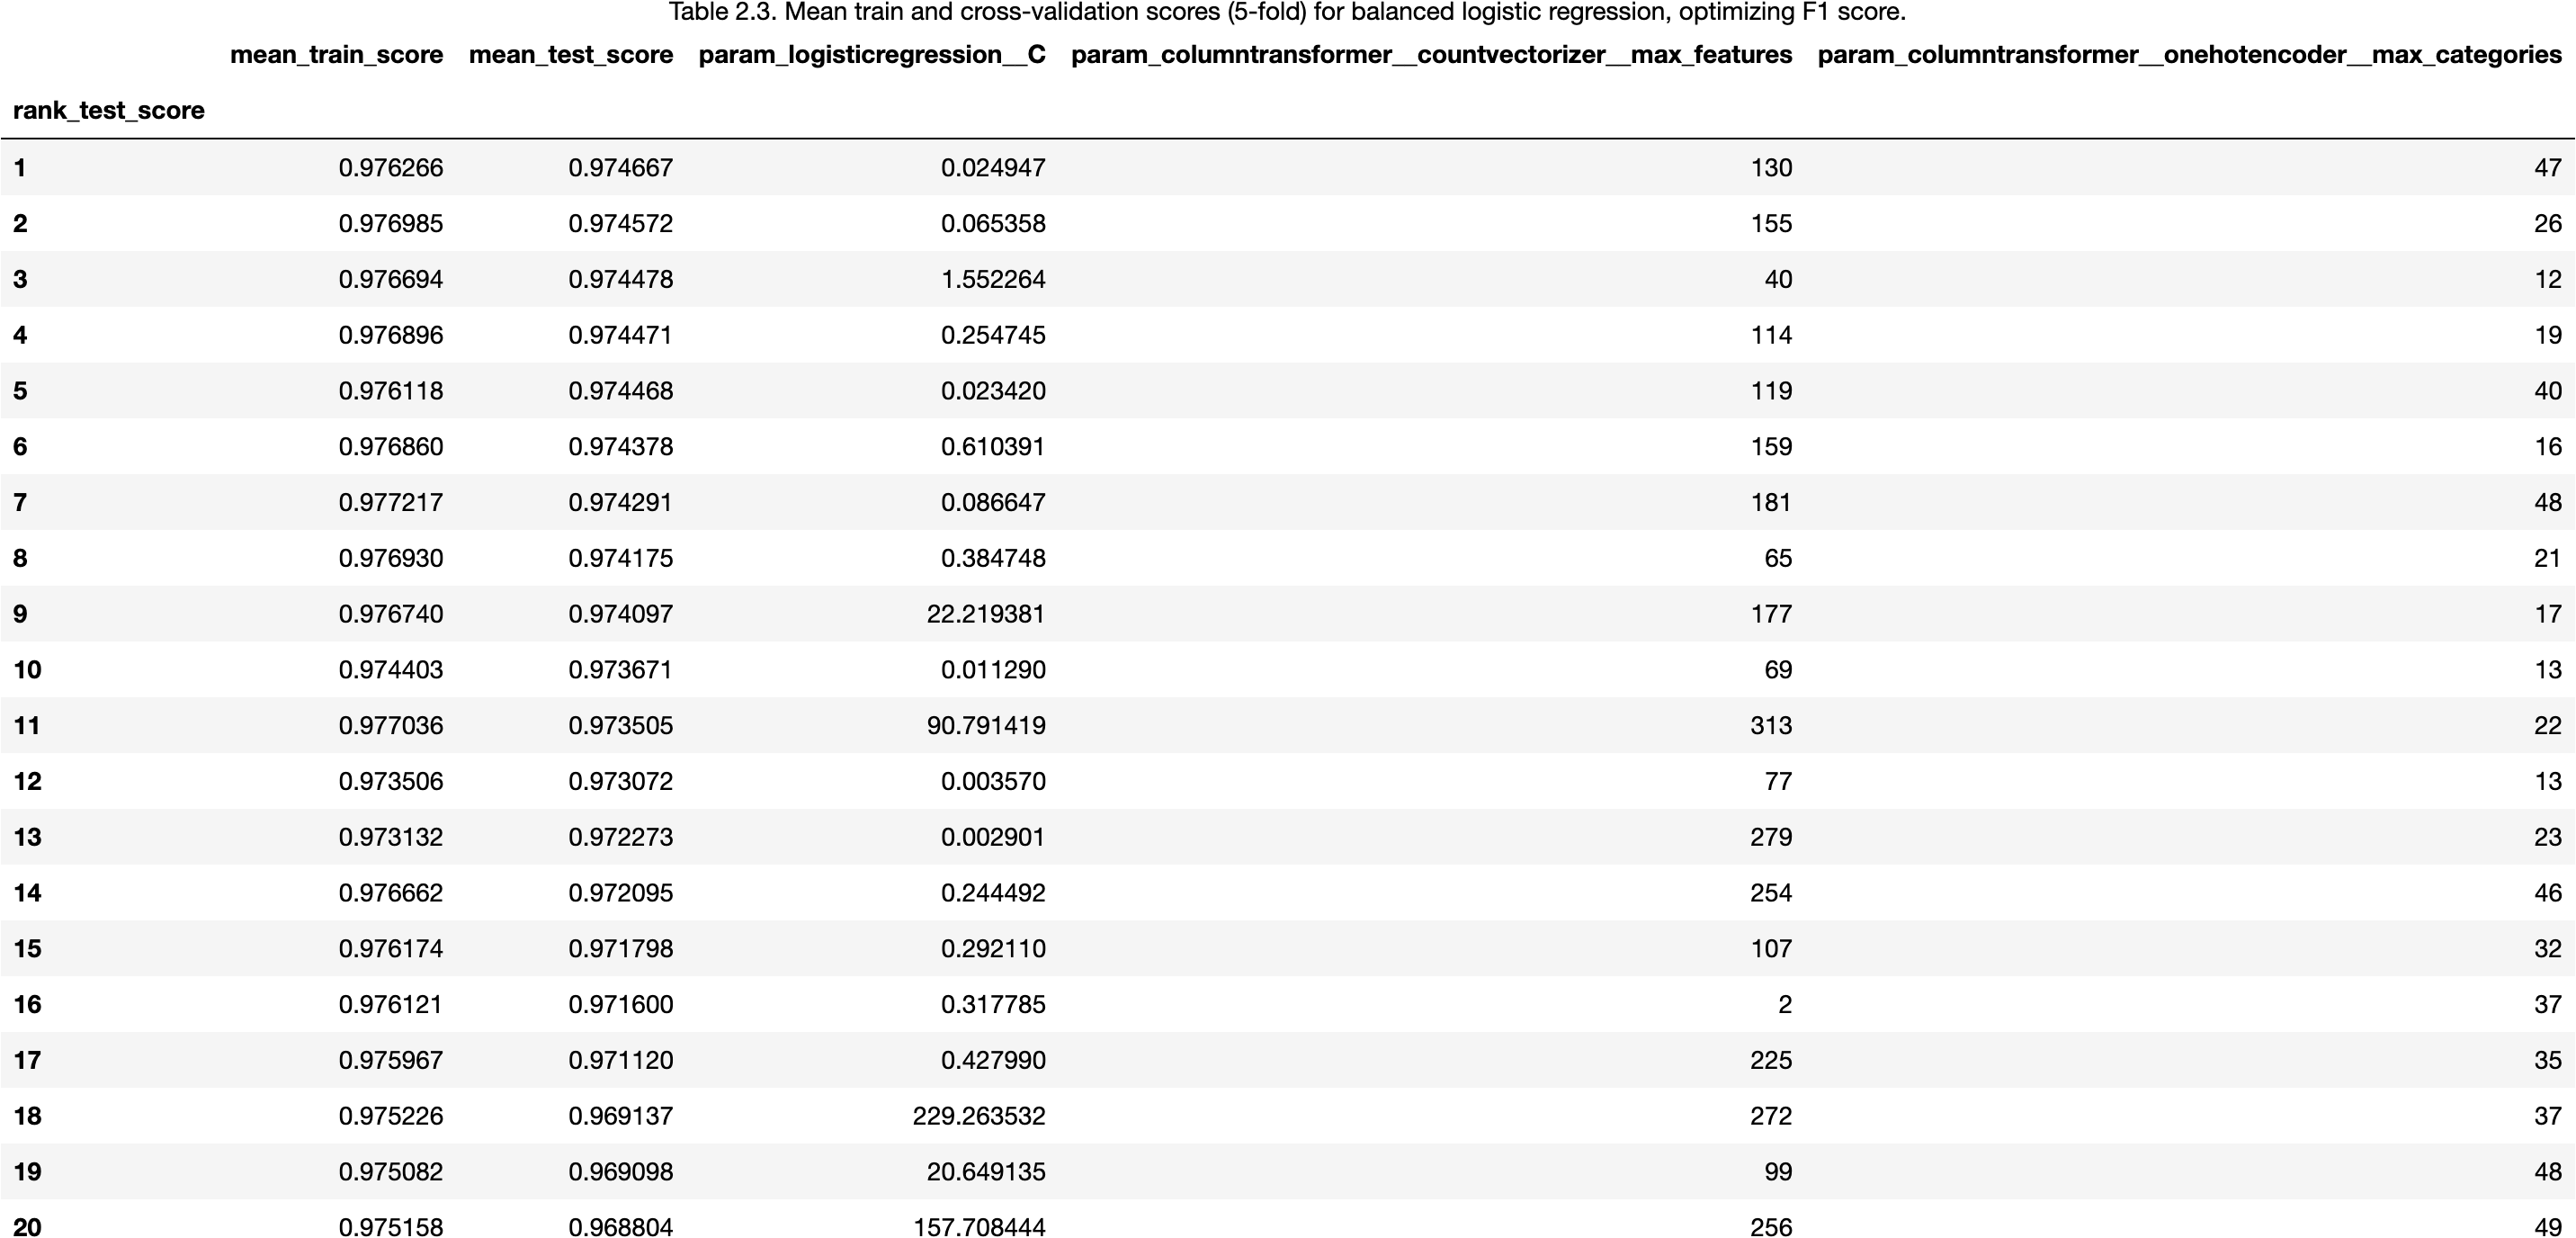 Table 2.3. Mean train and cross-validation scores (5-fold) for balanced logistic regression, optimizing F1 score.
mean_train_score mean_test_score param_logisticregression__C param_columntransformer__countvectorizer__max_features param_columntransformer__onehotencoder__max_categories
rank_test_score
1 0.976266 0.974667 0.024947 130 47
2 0.976985 0.974572 0.065358 155 26
3 0.976694 0.974478 1.552264 40 12
4 0.976896 0.974471 0.254745 114 19
5 0.976118 0.974468 0.023420 119 40
6 0.976860 0.974378 0.610391 159 16
7 0.977217 0.974291 0.086647 181 48
8 0.976930 0.974175 0.384748 65 21
9 0.976740 0.974097 22.219381 177 17
10 0.974403 0.973671 0.011290 69 13
11 0.977036 0.973505 90.791419 313 22
12 0.973506 0.973072 0.003570 77 13
13 0.973132 0.972273 0.002901 279 23
14 0.976662 0.972095 0.244492 254 46
15 0.976174 0.971798 0.292110 107 32
16 0.976121 0.971600 0.317785 2 37
17 0.975967 0.971120 0.427990 225 35
18 0.975226 0.969137 229.263532 272 37
19 0.975082 0.969098 20.649135 99 48
20 0.975158 0.968804 157.708444 256 49